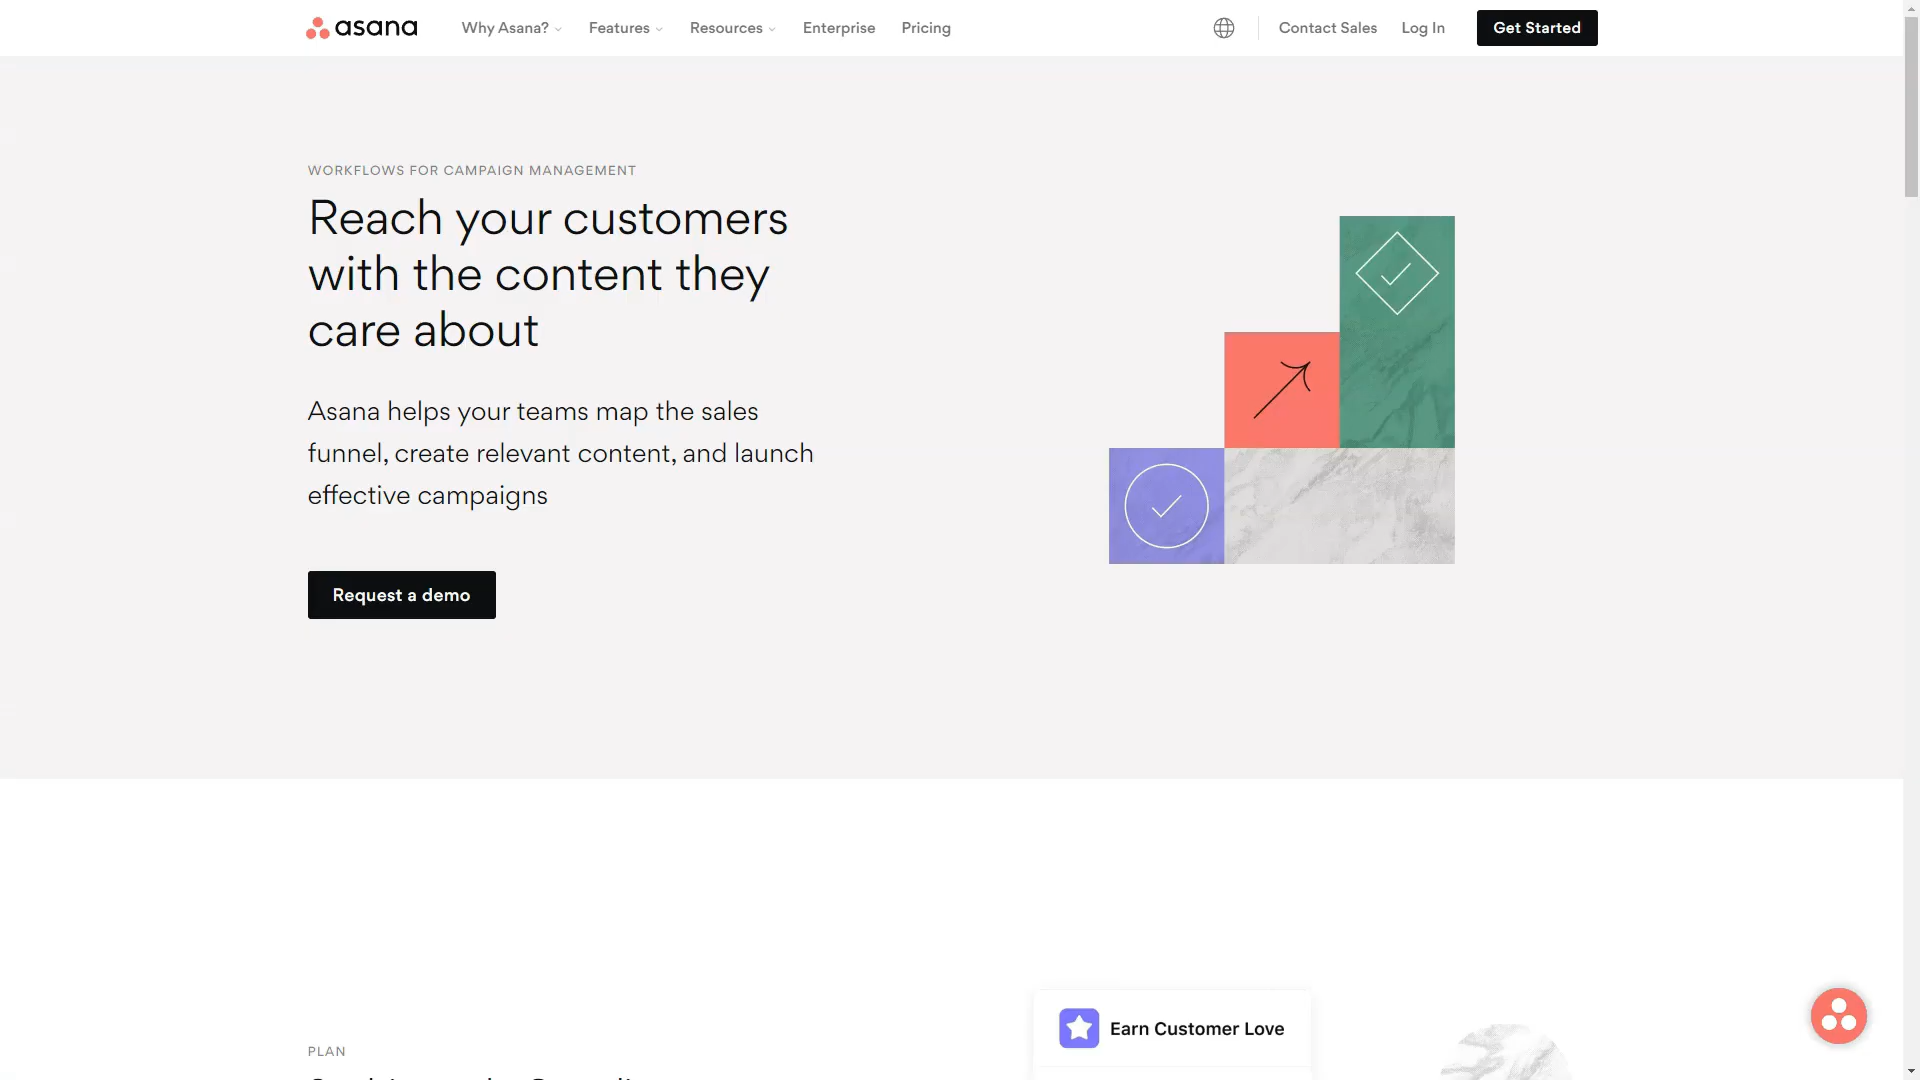 asana
Why Asana?
Features
Resources
Enterprise
Pricing
Contact Sales
Log In
Get Started
WORKFLOWS FOR CAMPAIGN MANAGEMENT
Reach your customers
with the content they
care about
Asana helps your teams map the sales
funnel, create relevant content, and launch
effective campaigns
Request a demo
Earn Customer Love
PLAN